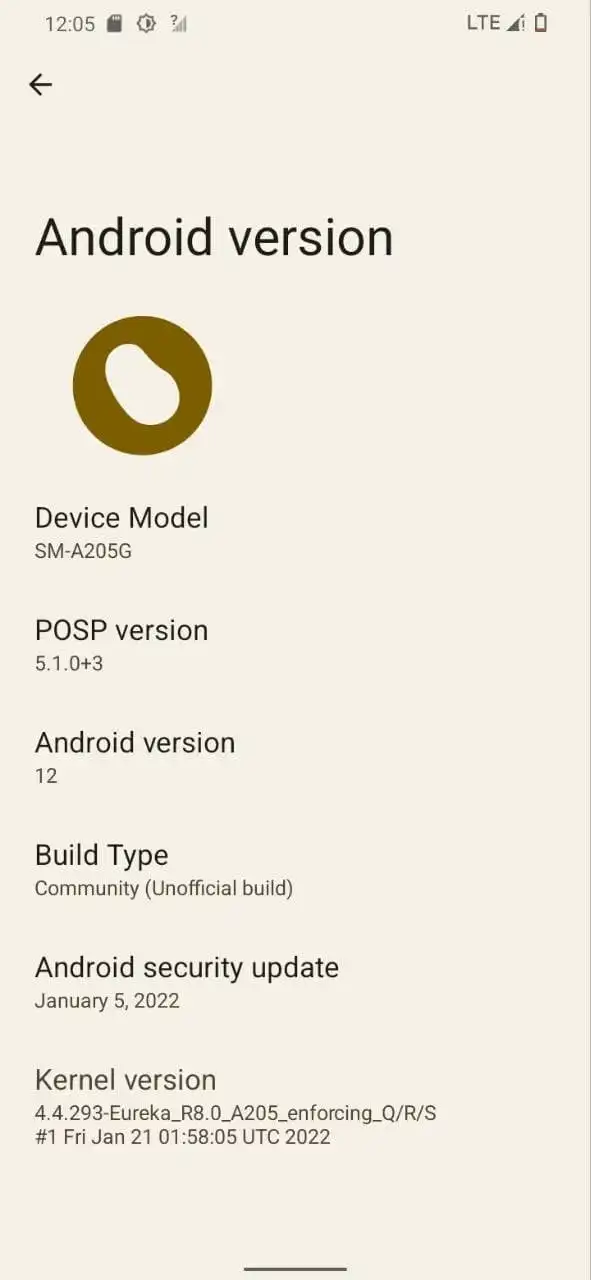 12:05
LTE
Android version
Device Model
SM-A205G
POSP version
5.1.0+3
Android version
12
Build Type
Community (Unofficial build)
Android security update
January 5, 2022
Kernel version
4.4.293-Eureka_R8.0_A205_enforcing_Q/R/S
#1 Fri Jan 21 01:58:05 UTC 2022